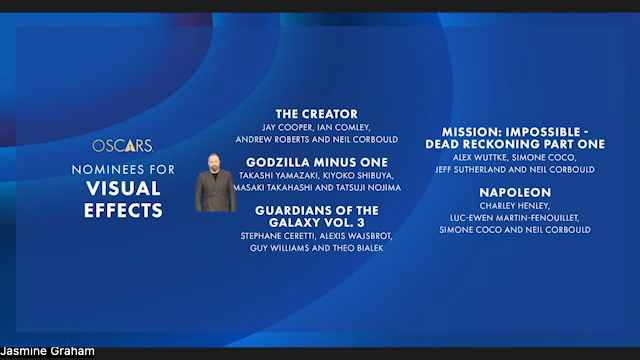 OSCARS
NOMINEES FOR
VISUAL
EFFECTS
THE CREATOR
JAY COOPER, IAN COMLEY,
ANDREW ROBERTS AND NEIL CORBOULD
GODZILLA MINUS ONE
TAKASHI YAMAZAKI, KIYOKO SHIBUYA,
MASAKI TAKAHASHI AND TATSUJI NOJIMA
GUARDIANS OF THE
GALAXY VOL. 3
STEPHANE CERETTI, ALEXIS WAJSBROT,
GUY WILLIAMS AND THEO BIALEK
MISSION: IMPOSSIBLE -
DEAD RECKONING PART ONE
ALEX WUTTKE, SIMONE COCO,
JEFF SUTHERLAND AND NEIL CORBOULD
NAPOLEON
CHARLEY HENLEY,
LUC-EWEN MARTIN-FENOUILLET,
SIMONE COCO AND NEIL CORBOULD
Jasmine Graham